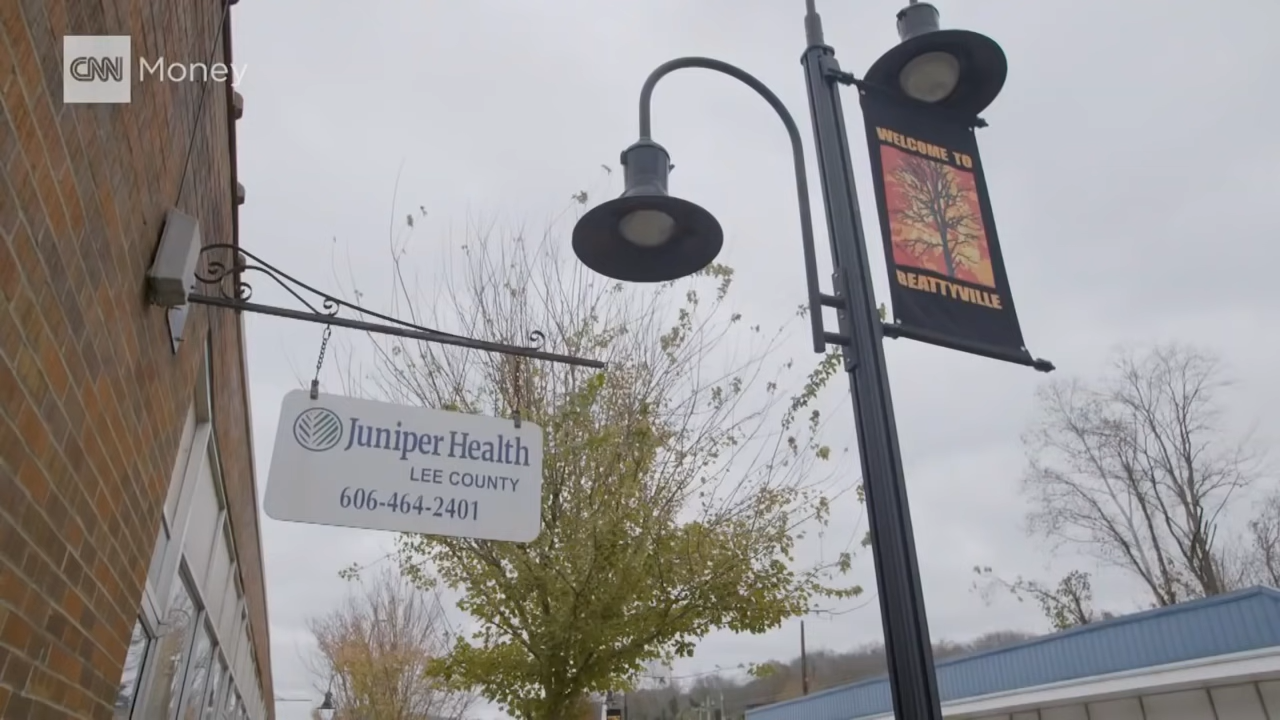 CNN Money
WELCOME TO
BEATTYVILLE
Juniper Health
LEE COUNTY
606-464-2401